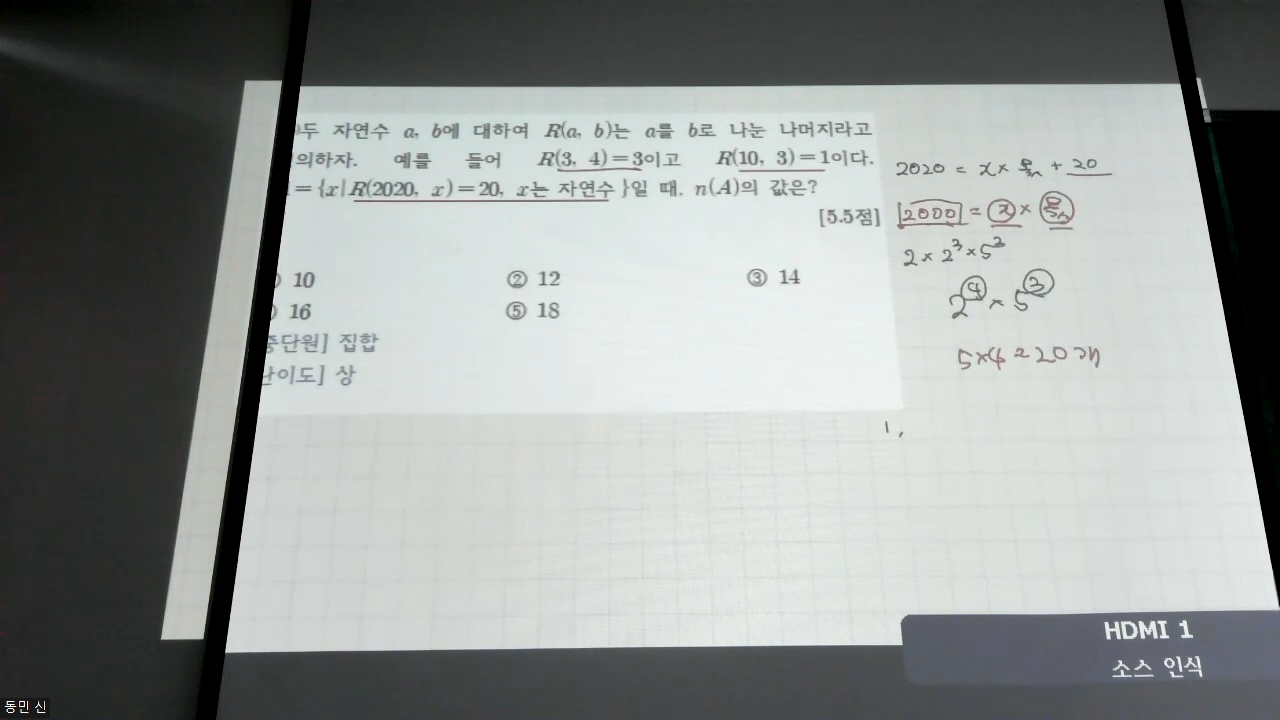 두 자연수 a, b에 대하여 R(a, b)는 a를 b로 나눈 나머지라고
의하자. 예를 들어 R(3, 4)=3이고 R(10, 3)=1이다.
={x|R(2020, x)=20, x는 자연수}일 때, n(A)의 값은?
[5.5점]
10 ② 12 ③ 14
16 ⑤ 18
중단원] 집합
난이도] 상
2020 = x × 몫 + 20
2000 = x × 몫
2 × 2³ × 5³
2⁴ × 5³
5×4=20개
1,
HDMI 1
소스 인식
동민 신